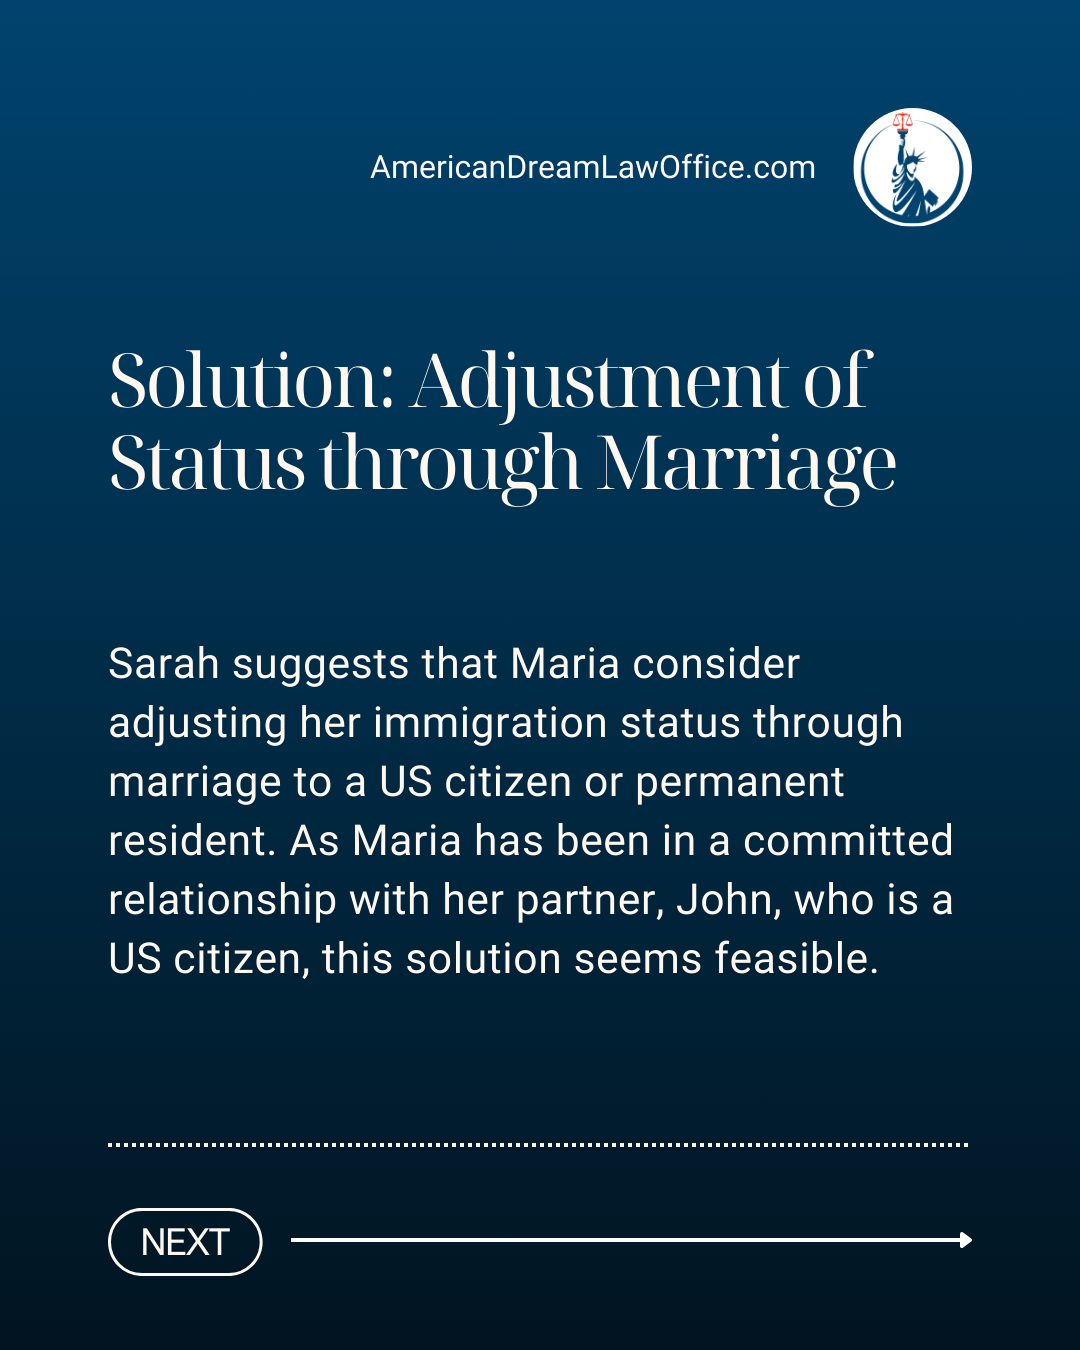 AmericanDreamLawOffice.com
Solution: Adjustment of
Status through Marriage
Sarah suggests that Maria consider
adjusting her immigration status through
marriage to a US citizen or permanent
resident. As Maria has been in a committed
relationship with her partner, John, who is a
US citizen, this solution seems feasible.
NEXT